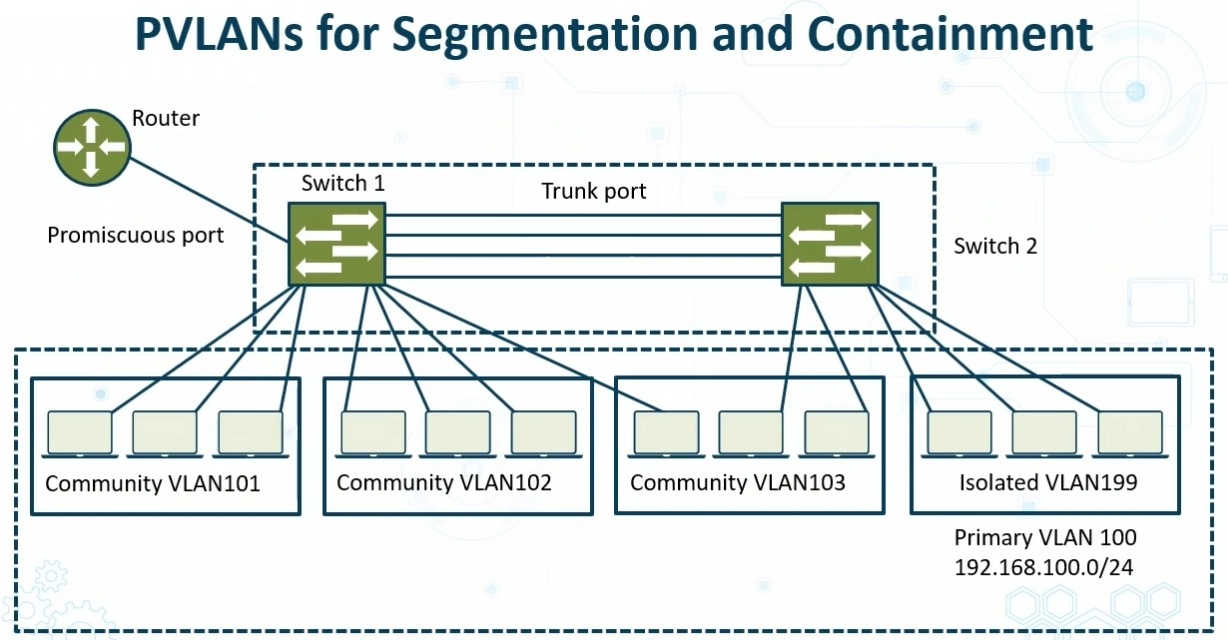 PVLANs for Segmentation and Containment
Router
Switch 1
Trunk port
Promiscuous port
Switch 2
Community VLAN101
Community VLAN102
Community VLAN103
Isolated VLAN199
Primary VLAN 100
192.168.100.0/24